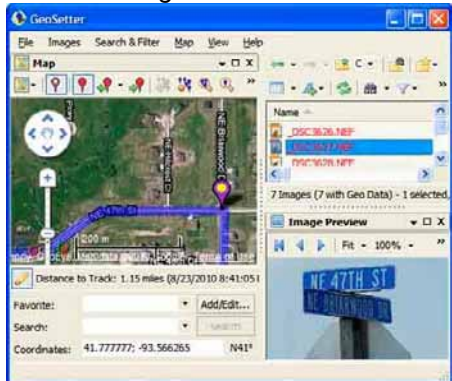 GeoSetter
File Images Search & Filter Map View Help
Map
C
Name
_DSC3626.NEF
_DSC3627.NEF
_DSC3628.NEF
7 Images (7 with Geo Data) - 1 selected,
NE 47TH ST
200 m
Image Preview
Fit 100%
NE 47TH ST
NE BRIARWOOD DR
Distance to Track: 1.15 miles (8/23/2010 8:41:05
Favorite: Add/Edit...
Search: Search
Coordinates: 41.777777; -93.566265 N41°